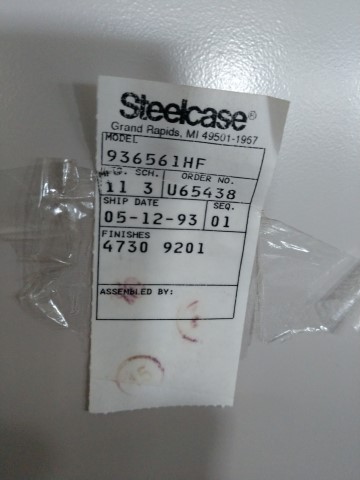 Steelcase®
Grand Rapids, MI 49501-1967
MODEL
936561HF
SCH. ORDER NO.
11 3 U65438
SHIP DATE SEQ.
05-12-93 01
FINISHES
4730 9201
ASSEMBLED BY: